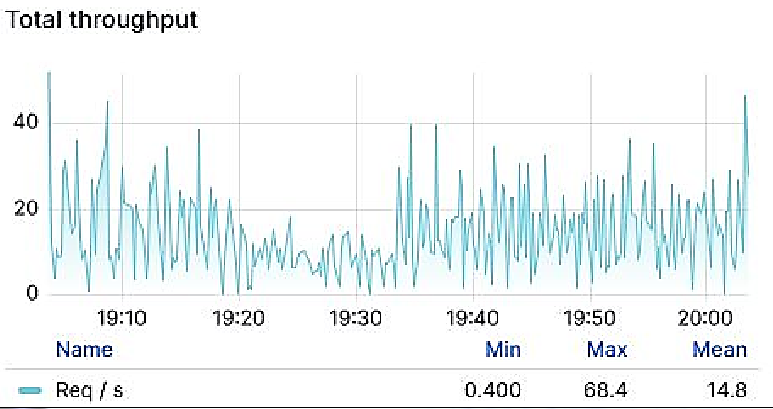 Total throughput
40
20
0
19:10 19:20 19:30 19:40 19:50 20:00
Name Min Max Mean
Req / s 0.400 68.4 14.8